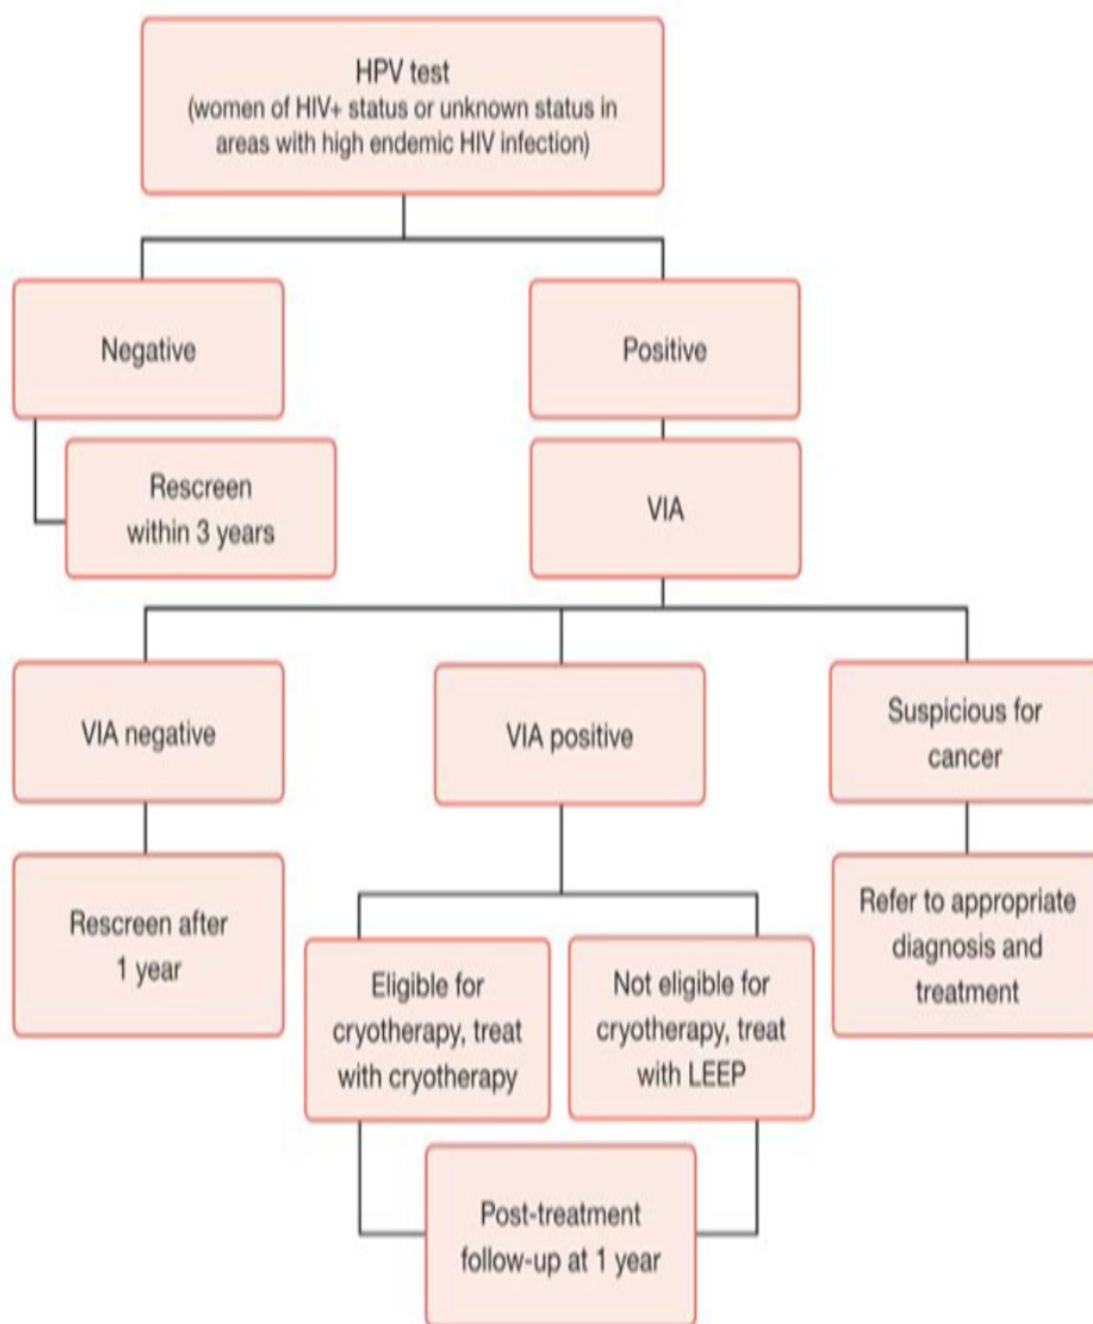 HPV test
(women of HIV+ status or unknown status in
areas with high endemic HIV infection)
Negative
Positive
Rescreen
within 3 years
VIA
VIA negative
VIA positive
Suspicious for
cancer
Rescreen after
1 year
Eligible for
cryotherapy, treat
with cryotherapy
Not eligible for
cryotherapy, treat
with LEEP
Refer to appropriate
diagnosis and
treatment
Post-treatment
follow-up at 1 year